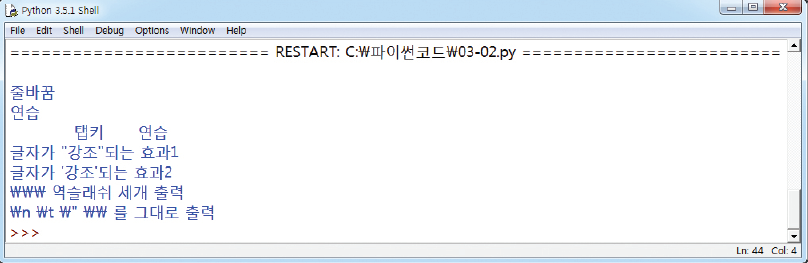 Python 3.5.1 Shell
File Edit Shell Debug Options Window Help
========================= RESTART: C:₩파이썬코드₩03-02.py =========================
줄바꿈
연습
탭키 연습
글자가 "강조"되는 효과1
글자가 '강조'되는 효과2
₩₩₩ 역슬래쉬 세개 출력
₩n ₩t ₩" ₩₩ 를 그대로 출력
>>>
Ln: 44 Col: 4